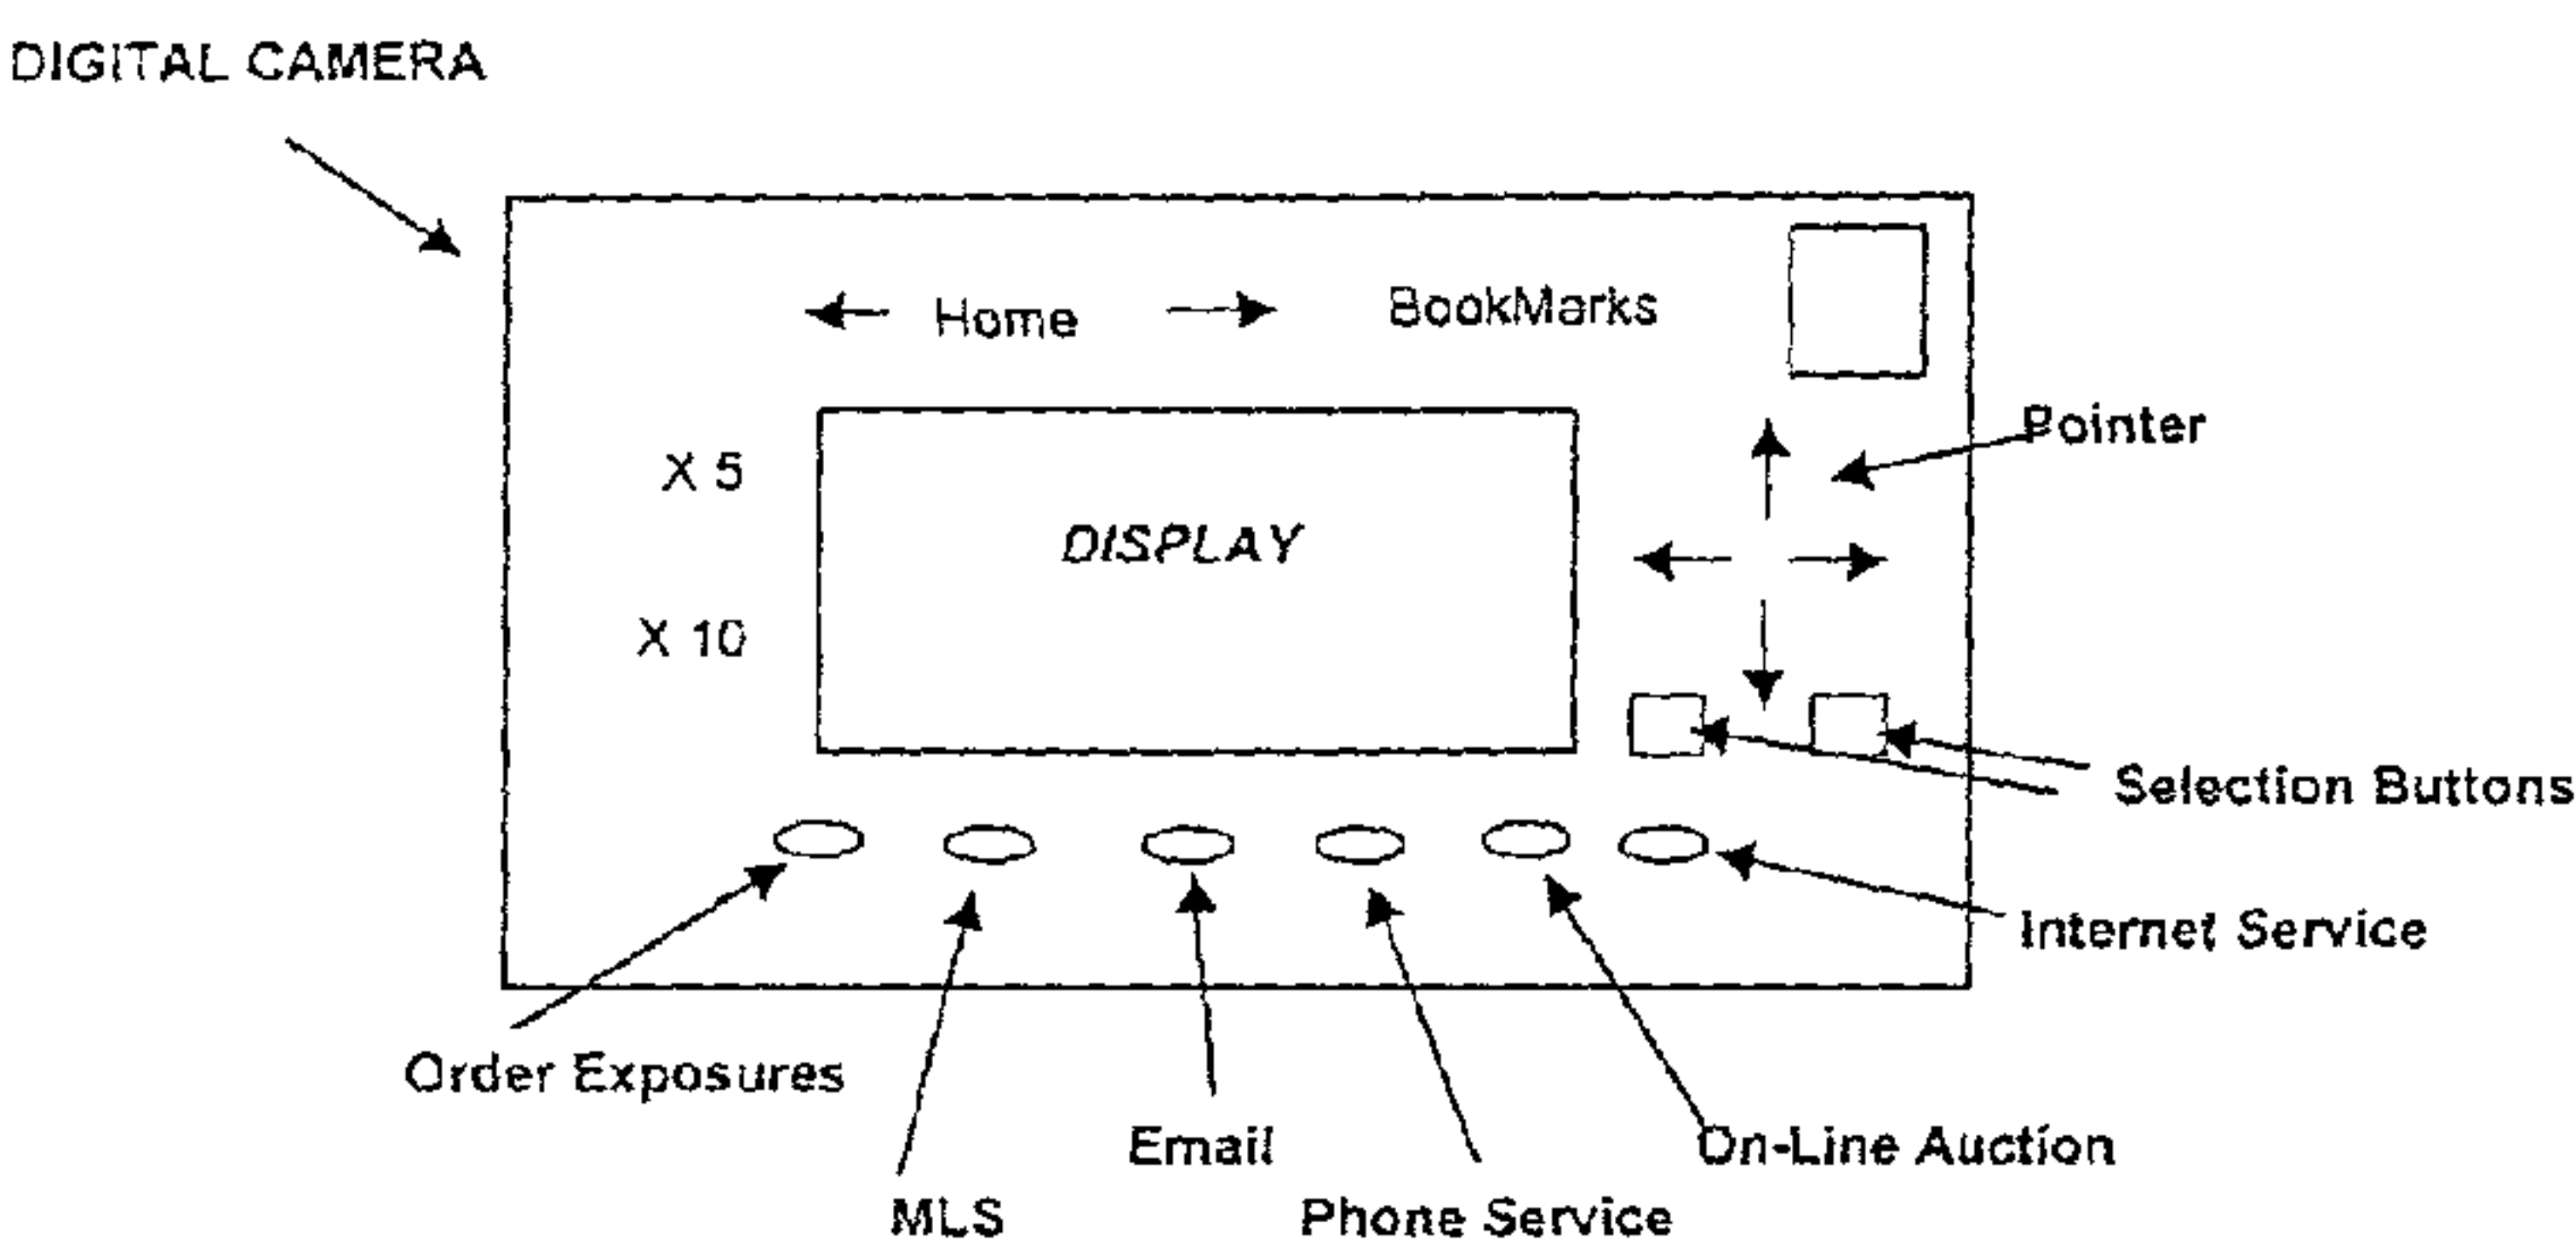 DIGITAL CAMERA
Home BookMarks
X 5
Pointer
DISPLAY
X 10
Selection Buttons
Internet Service
Order Exposures
Email
On-Line Auction
MLS
Phone Service